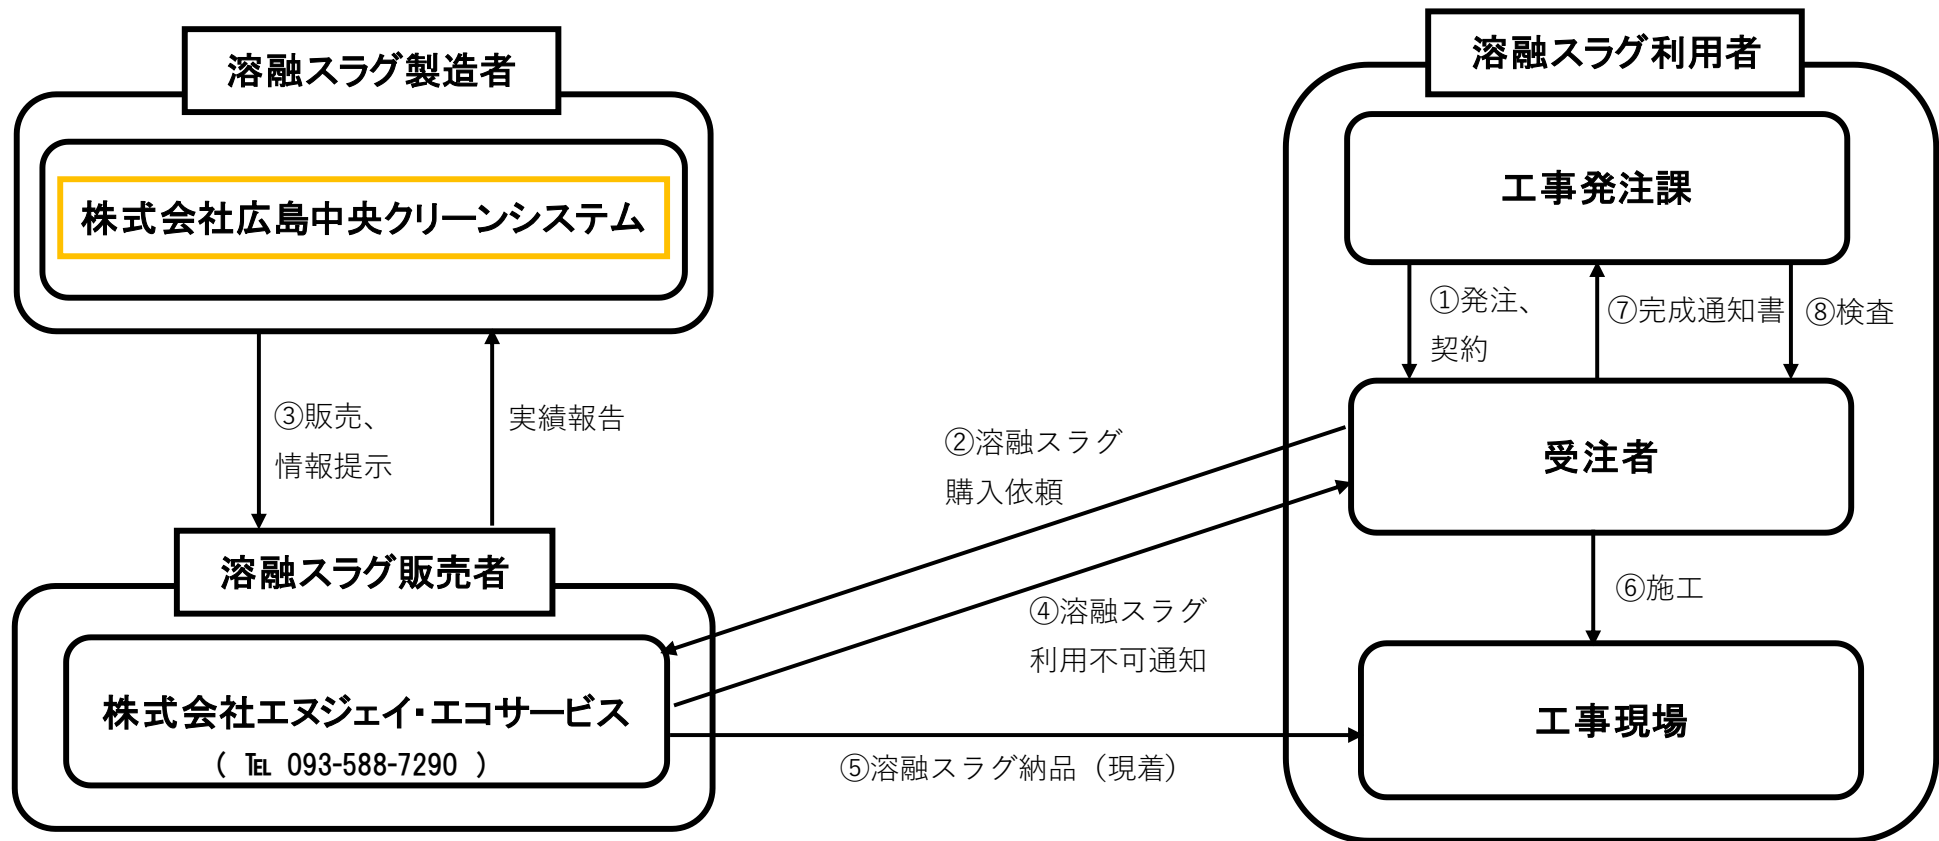 溶融スラグ製造者
株式会社広島中央クリーンシステム
③販売、
情報提示
実績報告
溶融スラグ販売者
株式会社エヌジェイ・エコサービス
( ℡ 093-588-7290 )
②溶融スラグ
購入依頼
④溶融スラグ
利用不可通知
⑤溶融スラグ納品（現着）
溶融スラグ利用者
工事発注課
①発注、
契約
⑦完成通知書
⑧検査
受注者
⑥施工
工事現場